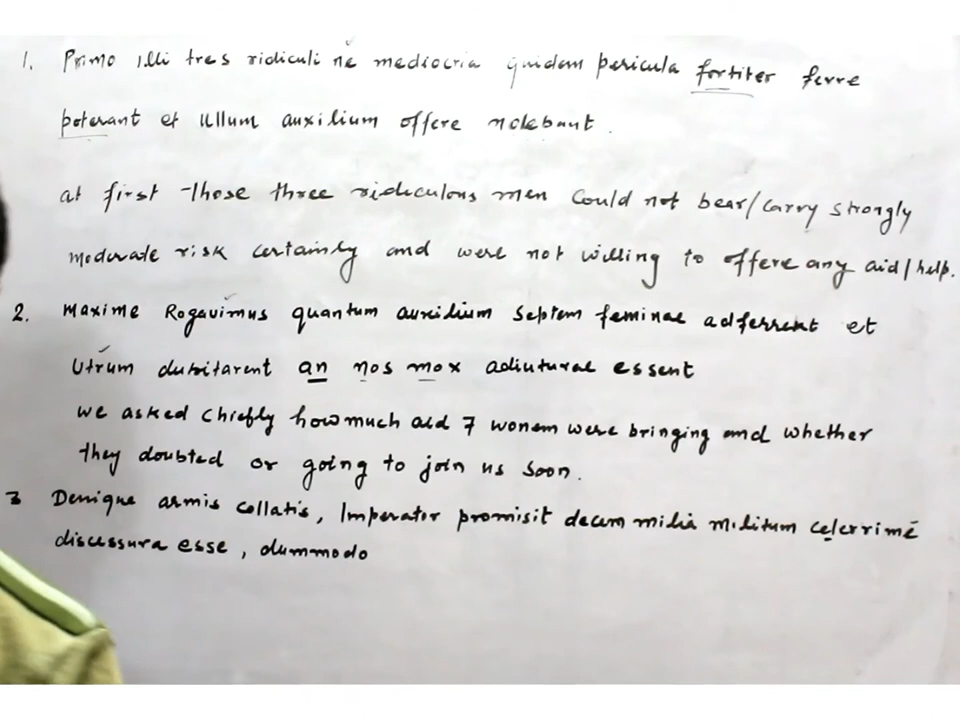 1. Primo illi tres ridiculi nē mediocria quidem pericula fortiter ferre
poterant et ullum auxilium offere nolebant.
at first those three ridiculous men could not bear/carry strongly
moderate risk certainly and were not willing to offere any aid/help.
2. Maxime Rogavimus quantum auxilium septem feminae adferrent et
utrum dubitarent an nos mox adiuturae essent
we asked chiefly how much aid 7 wonem were bringing and whether
they doubted or going to join us soon.
3 Denique armis collatis, Imperator promisit decem milia militum celerrimē
discessura esse, dummodo